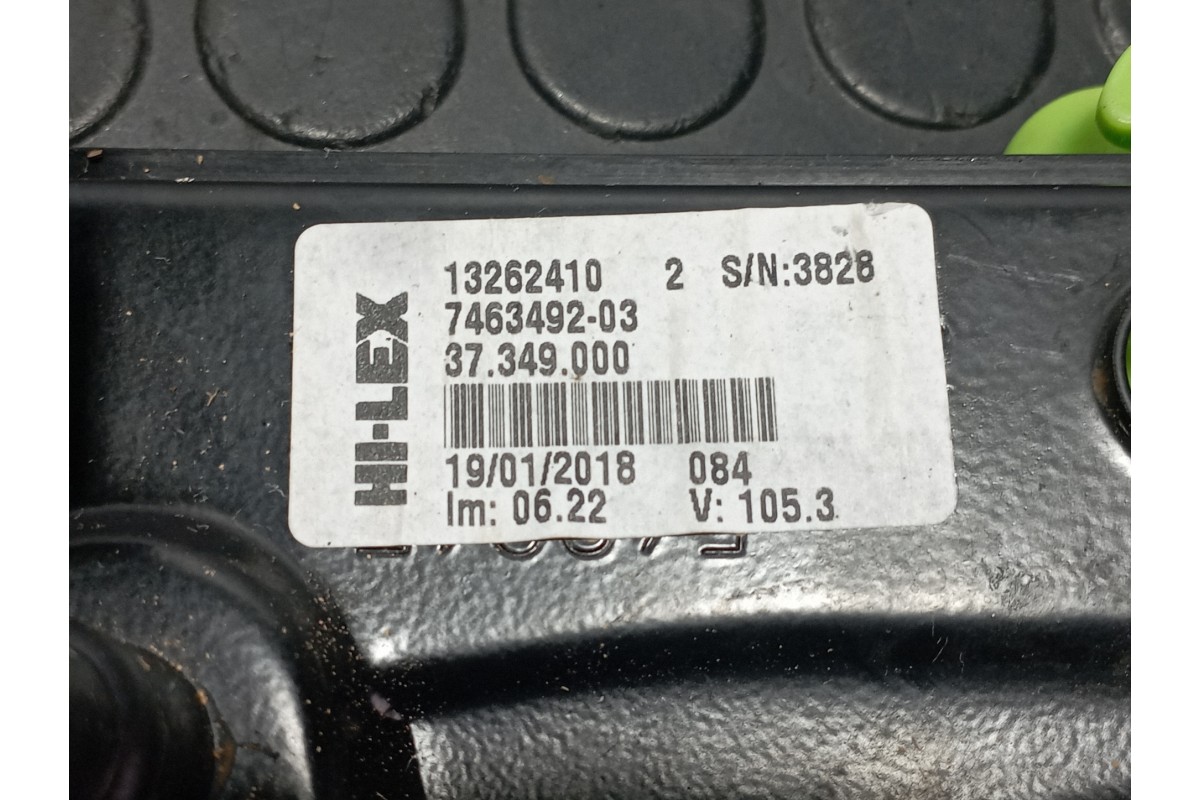 HI-LEX
13262410 2 S/N:3828
7463492-03
37.349.000
19/01/2018 084
Im: 06.22 V: 105.3